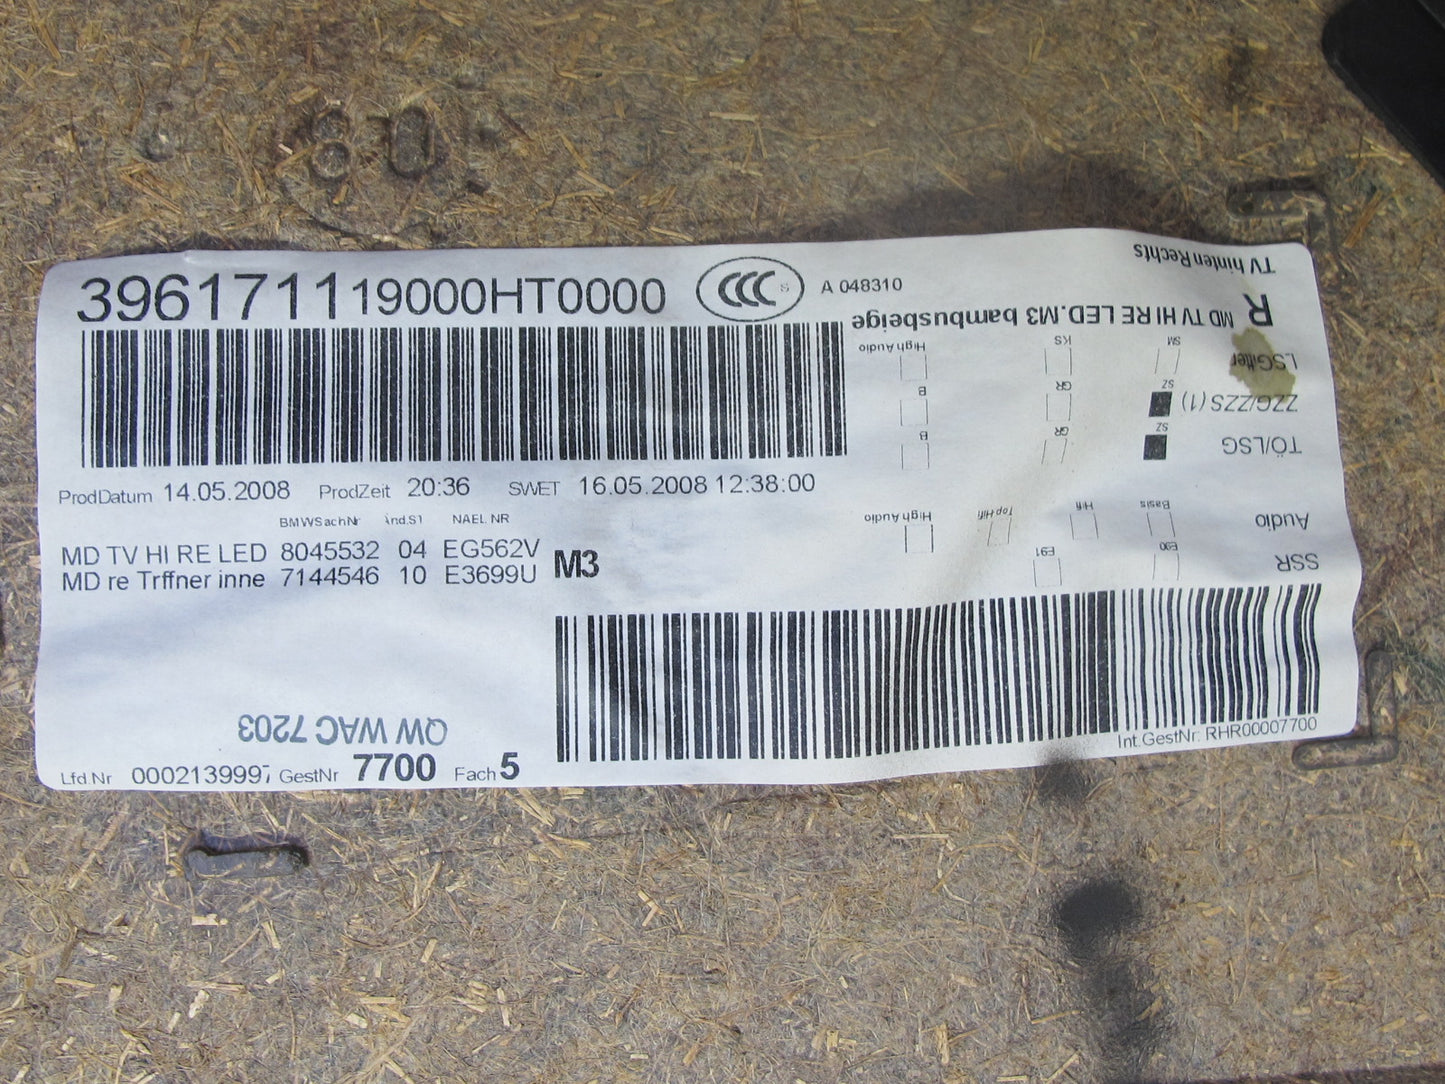 801
396171119000HT0000 CCC S A 048310
ProdDatum 14.05.2008 ProdZeit 20:36 SWET 16.05.2008 12:38:00
BMWSachNr Änd.ST NAEL. NR
MD TV HI RE LED 8045532 04 EG562V
MD re Trffner inne 7144546 10 E3699U
M3
QW WAC 7203
Lfd Nr 0002139997 GestNr 7700 Fach 5
Int.GestNr: RHR00007700
TV hinten Rechts
R MD TV HI RE LED.M3 bambusbeige
LSGitter SM KS High Audio
ZZG/ZZS (1) SZ GR B
TÖ/LSG SZ GR B
Audio Basis Hifi Top Hifi High Audio
SSR E90 E91